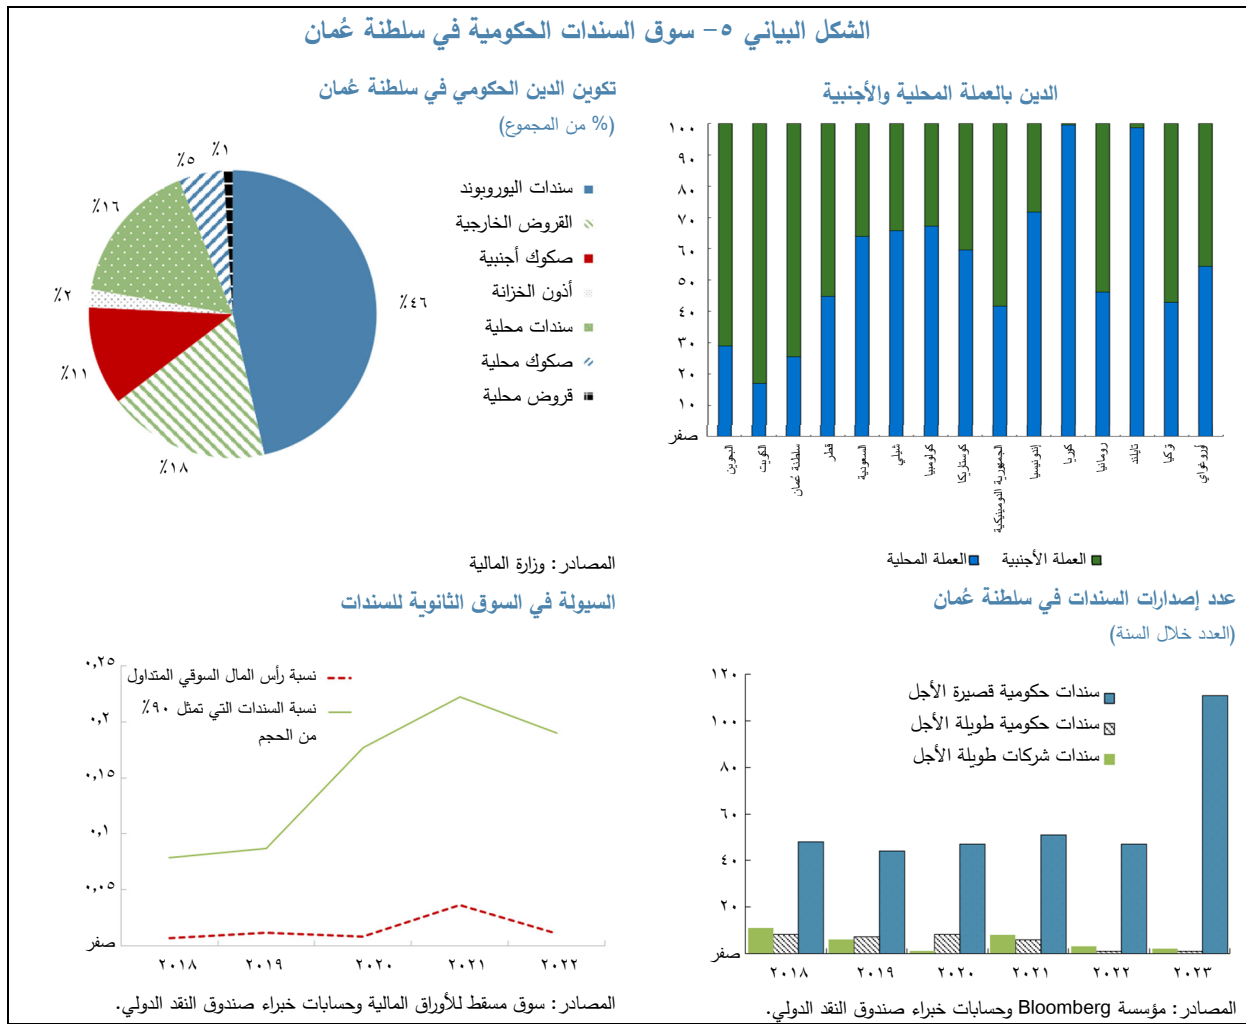 الشكل البياني ٥- سوق السندات الحكومية في سلطنة عُمان
الدين بالعملة المحلية والأجنبية
١٠٠
٩٠
٨٠
٧٠
٦٠
٥٠
٤٠
٣٠
٢٠
١٠
صفر
البحرين
الكويت
سلطنة عُمان
قطر
السعودية
شيلي
كولومبيا
كوستاريكا
الجمهورية الدومينيكية
إندونيسيا
كوريا
رومانيا
تايلند
تركيا
أوروغواي
العملة الأجنبية
العملة المحلية
تكوين الدين الحكومي في سلطنة عُمان
(% من المجموع)
سندات اليوروبوند
القروض الخارجية
صكوك أجنبية
أذون الخزانة
سندات محلية
صكوك محلية
قروض محلية
٤٦٪
١٨٪
١١٪
٢٪
١٦٪
٥٪
١٪
المصادر: وزارة المالية
عدد إصدارات السندات في سلطنة عُمان
(العدد خلال السنة)
١٢٠
١٠٠
٨٠
٦٠
٤٠
٢٠
صفر
سندات حكومية قصيرة الأجل
سندات حكومية طويلة الأجل
سندات شركات طويلة الأجل
٢٠١٨
٢٠١٩
٢٠٢٠
٢٠٢١
٢٠٢٢
٢٠٢٣
المصادر: مؤسسة Bloomberg وحسابات خبراء صندوق النقد الدولي.
السيولة في السوق الثانوية للسندات
٠,٢٥
٠,٢
٠,١٥
٠,١
٠,٠٥
صفر
نسبة رأس المال السوقي المتداول
نسبة السندات التي تمثل ٩٠٪
من الحجم
٢٠١٨
٢٠١٩
٢٠٢٠
٢٠٢١
٢٠٢٢
المصادر: سوق مسقط للأوراق المالية وحسابات خبراء صندوق النقد الدولي.